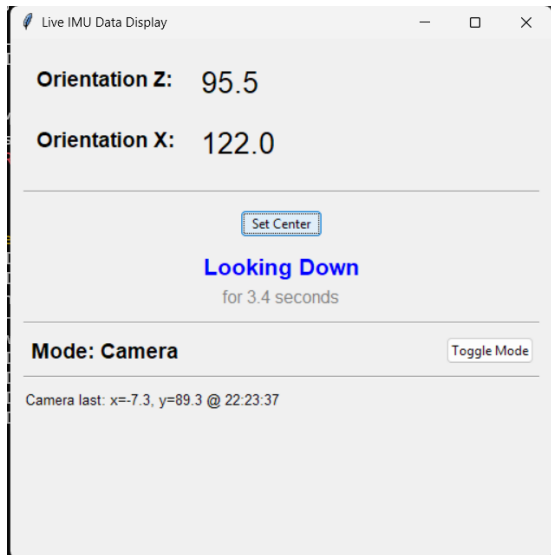 Live IMU Data Display
Orientation Z: 95.5
Orientation X: 122.0
Set Center
Looking Down
for 3.4 seconds
Mode: Camera Toggle Mode
Camera last: x=-7.3, y=89.3 @ 22:23:37